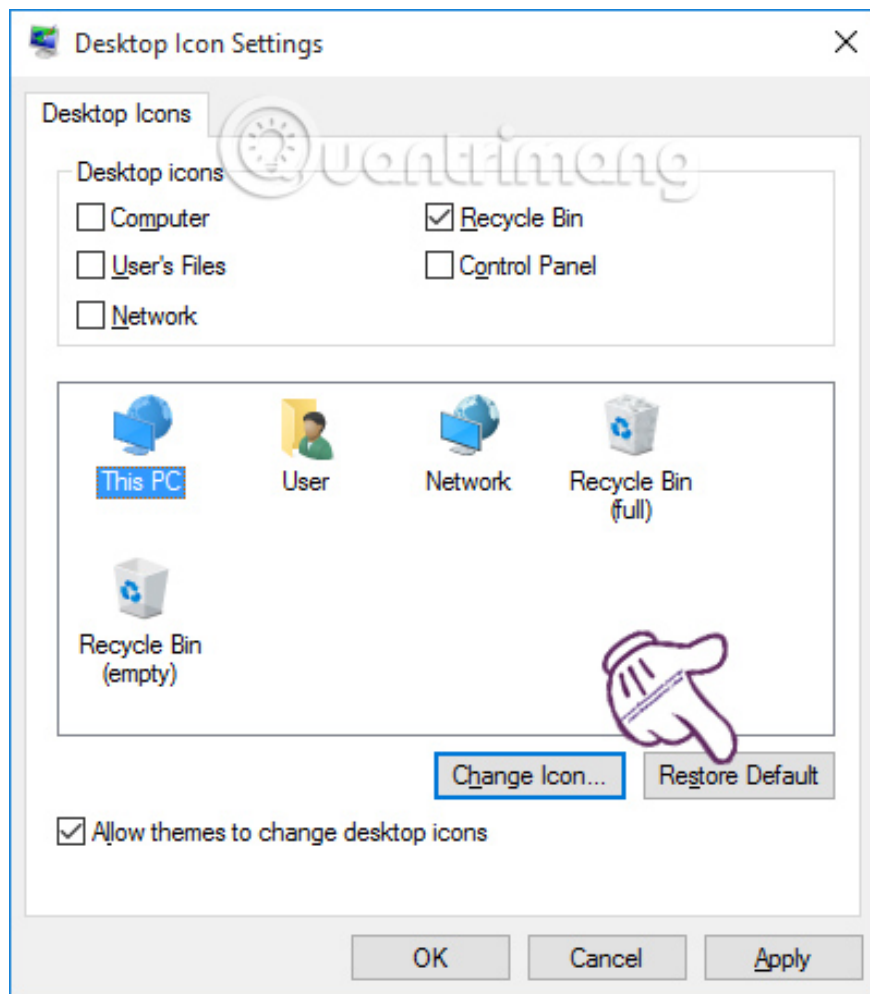 Desktop Icon Settings
Desktop Icons
Quantrimang
Desktop icons
Computer
Recycle Bin
User's Files
Control Panel
Network
This PC
User
Network
Recycle Bin
(full)
Recycle Bin
(empty)
Change Icon...
Restore Default
Allow themes to change desktop icons
OK
Cancel
Apply